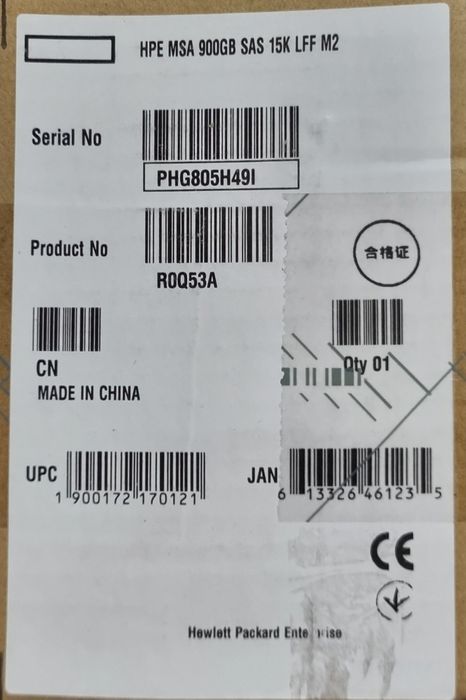 HPE MSA 900GB SAS 15K LFF M2
Serial No
PHG805H49I
Product No
R0Q53A
合格证
CN
MADE IN CHINA
Qty 01
UPC
1 900172 170121
JAN
6 13326 46123 5
CE
Hewlett Packard